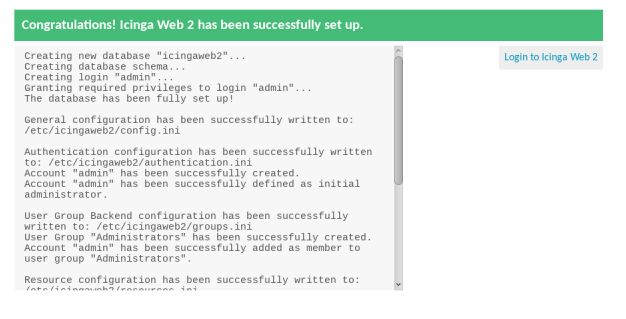 Congratulations! Icinga Web 2 has been successfully set up.
Login to Icinga Web 2
Creating new database "icingaweb2"...
Creating database schema...
Creating login "admin"...
Granting required privileges to login "admin"...
The database has been fully set up!
General configuration has been successfully written to:
/etc/icingaweb2/config.ini
Authentication configuration has been successfully written
to: /etc/icingaweb2/authentication.ini
Account "admin" has been successfully created.
Account "admin" has been successfully defined as initial
administrator.
User Group Backend configuration has been successfully
written to: /etc/icingaweb2/groups.ini
User Group "Administrators" has been successfully created.
Account "admin" has been successfully added as member to
user group "Administrators".
Resource configuration has been successfully written to:
/etc/icingaweb2/resources.ini